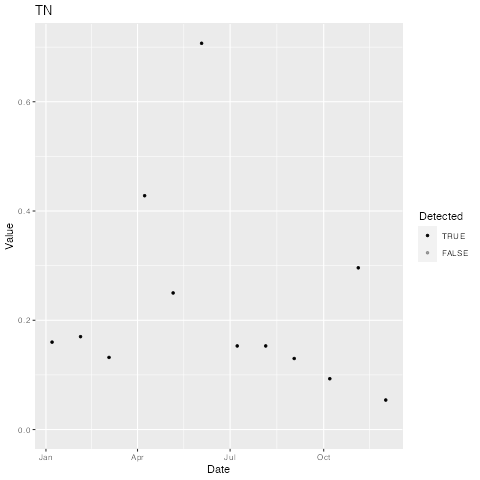 TN
0.6
0.4
0.2
0.0
Value
Jan
Apr
Jul
Oct
Date
Detected
TRUE
FALSE